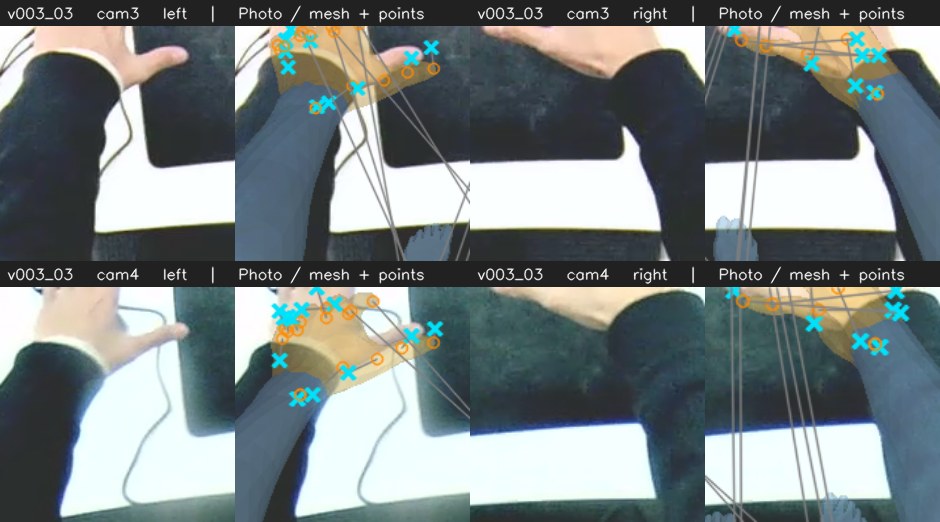 v003_03 cam3 left | Photo / mesh + points v003_03 cam3 right | Photo / mesh + points
v003_03 cam4 left | Photo / mesh + points v003_03 cam4 right | Photo / mesh + points